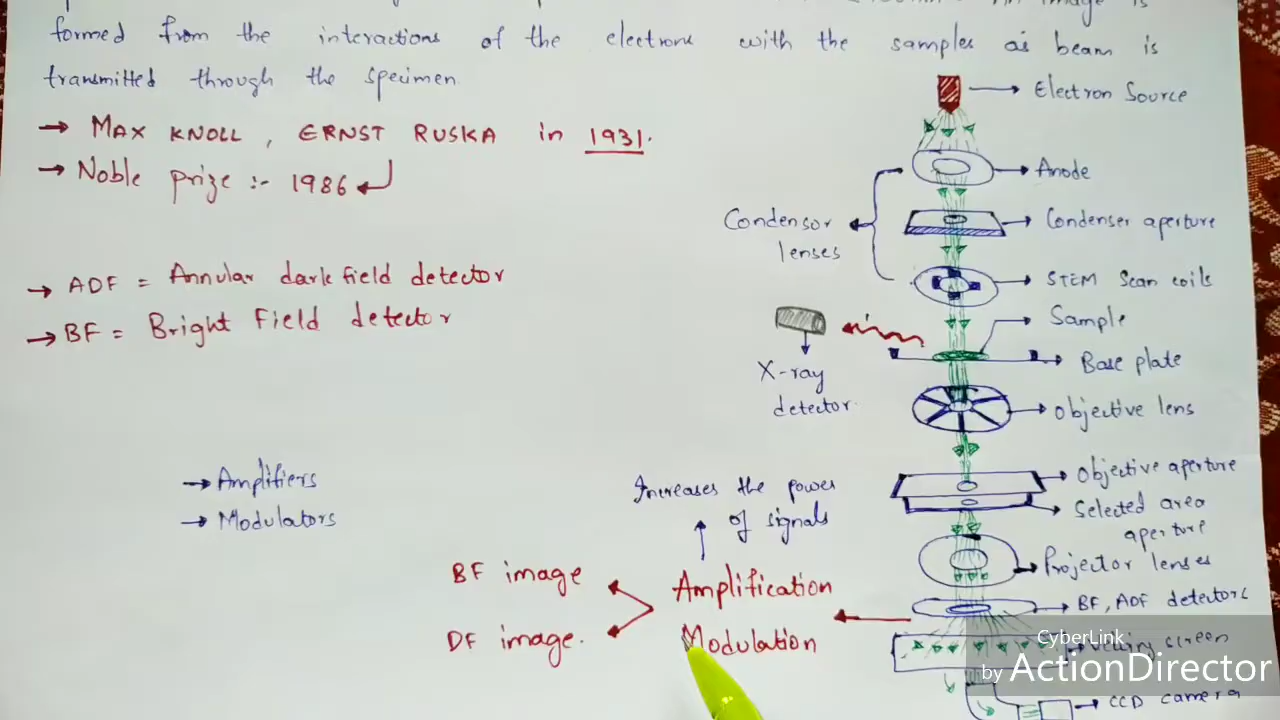 formed from the interactions of the electrons with the samples as beam is
transmitted through the specimen.
→ MAX KNOLL, ERNST RUSKA in 1931.
→ Noble prize :- 1986
→ ADF = Annular dark field detector
→ BF = Bright Field detector
→ Amplifiers
→ Modulators
BF image
DF image.
Increases the power
of signals
Amplification
Modulation
Electron Source
Anode
Condensor
lenses
Condenser aperture
STEM Scan coils
Sample
Base plate
X-ray
detector.
Objective lens
Objective aperture
Selected area
aperture
Projector lenses
BF, ADF detectors
screen
CCD camera
CyberLink
by ActionDirector